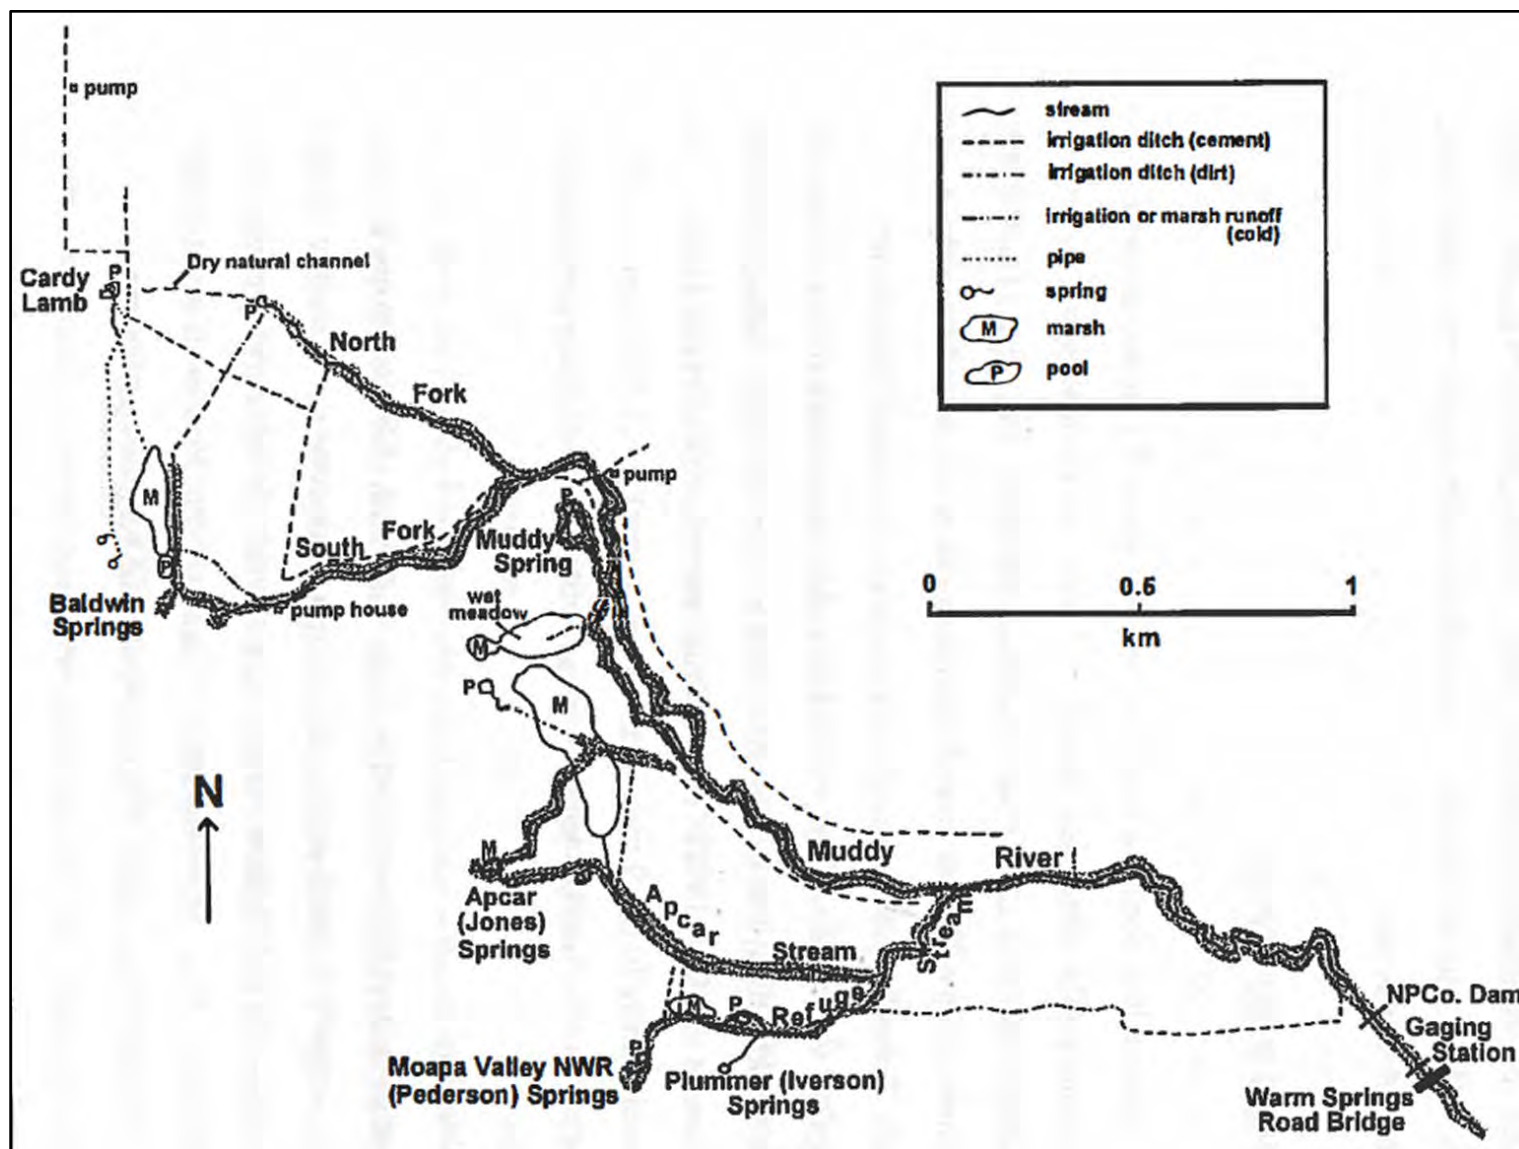 pump
stream
irrigation ditch (cement)
irrigation ditch (dirt)
irrigation or marsh runoff
(cold)
pipe
spring
M
marsh
P
pool
Cardy
Lamb
P
Dry natural channel
P
North
Fork
pump
P
M
Fork
South
Muddy
Spring
P
Baldwin
Springs
pump house
wet
meadow
M
P
M
0
0.6
1
km
N
Muddy
River
M
Apcar
(Jones)
Springs
Apcar
Stream
Stream
M
P
Refuge
P
Moapa Valley NWR
(Pederson) Springs
Plummer (Iverson)
Springs
NPCo. Dam
Gaging
Station
Warm Springs
Road Bridge